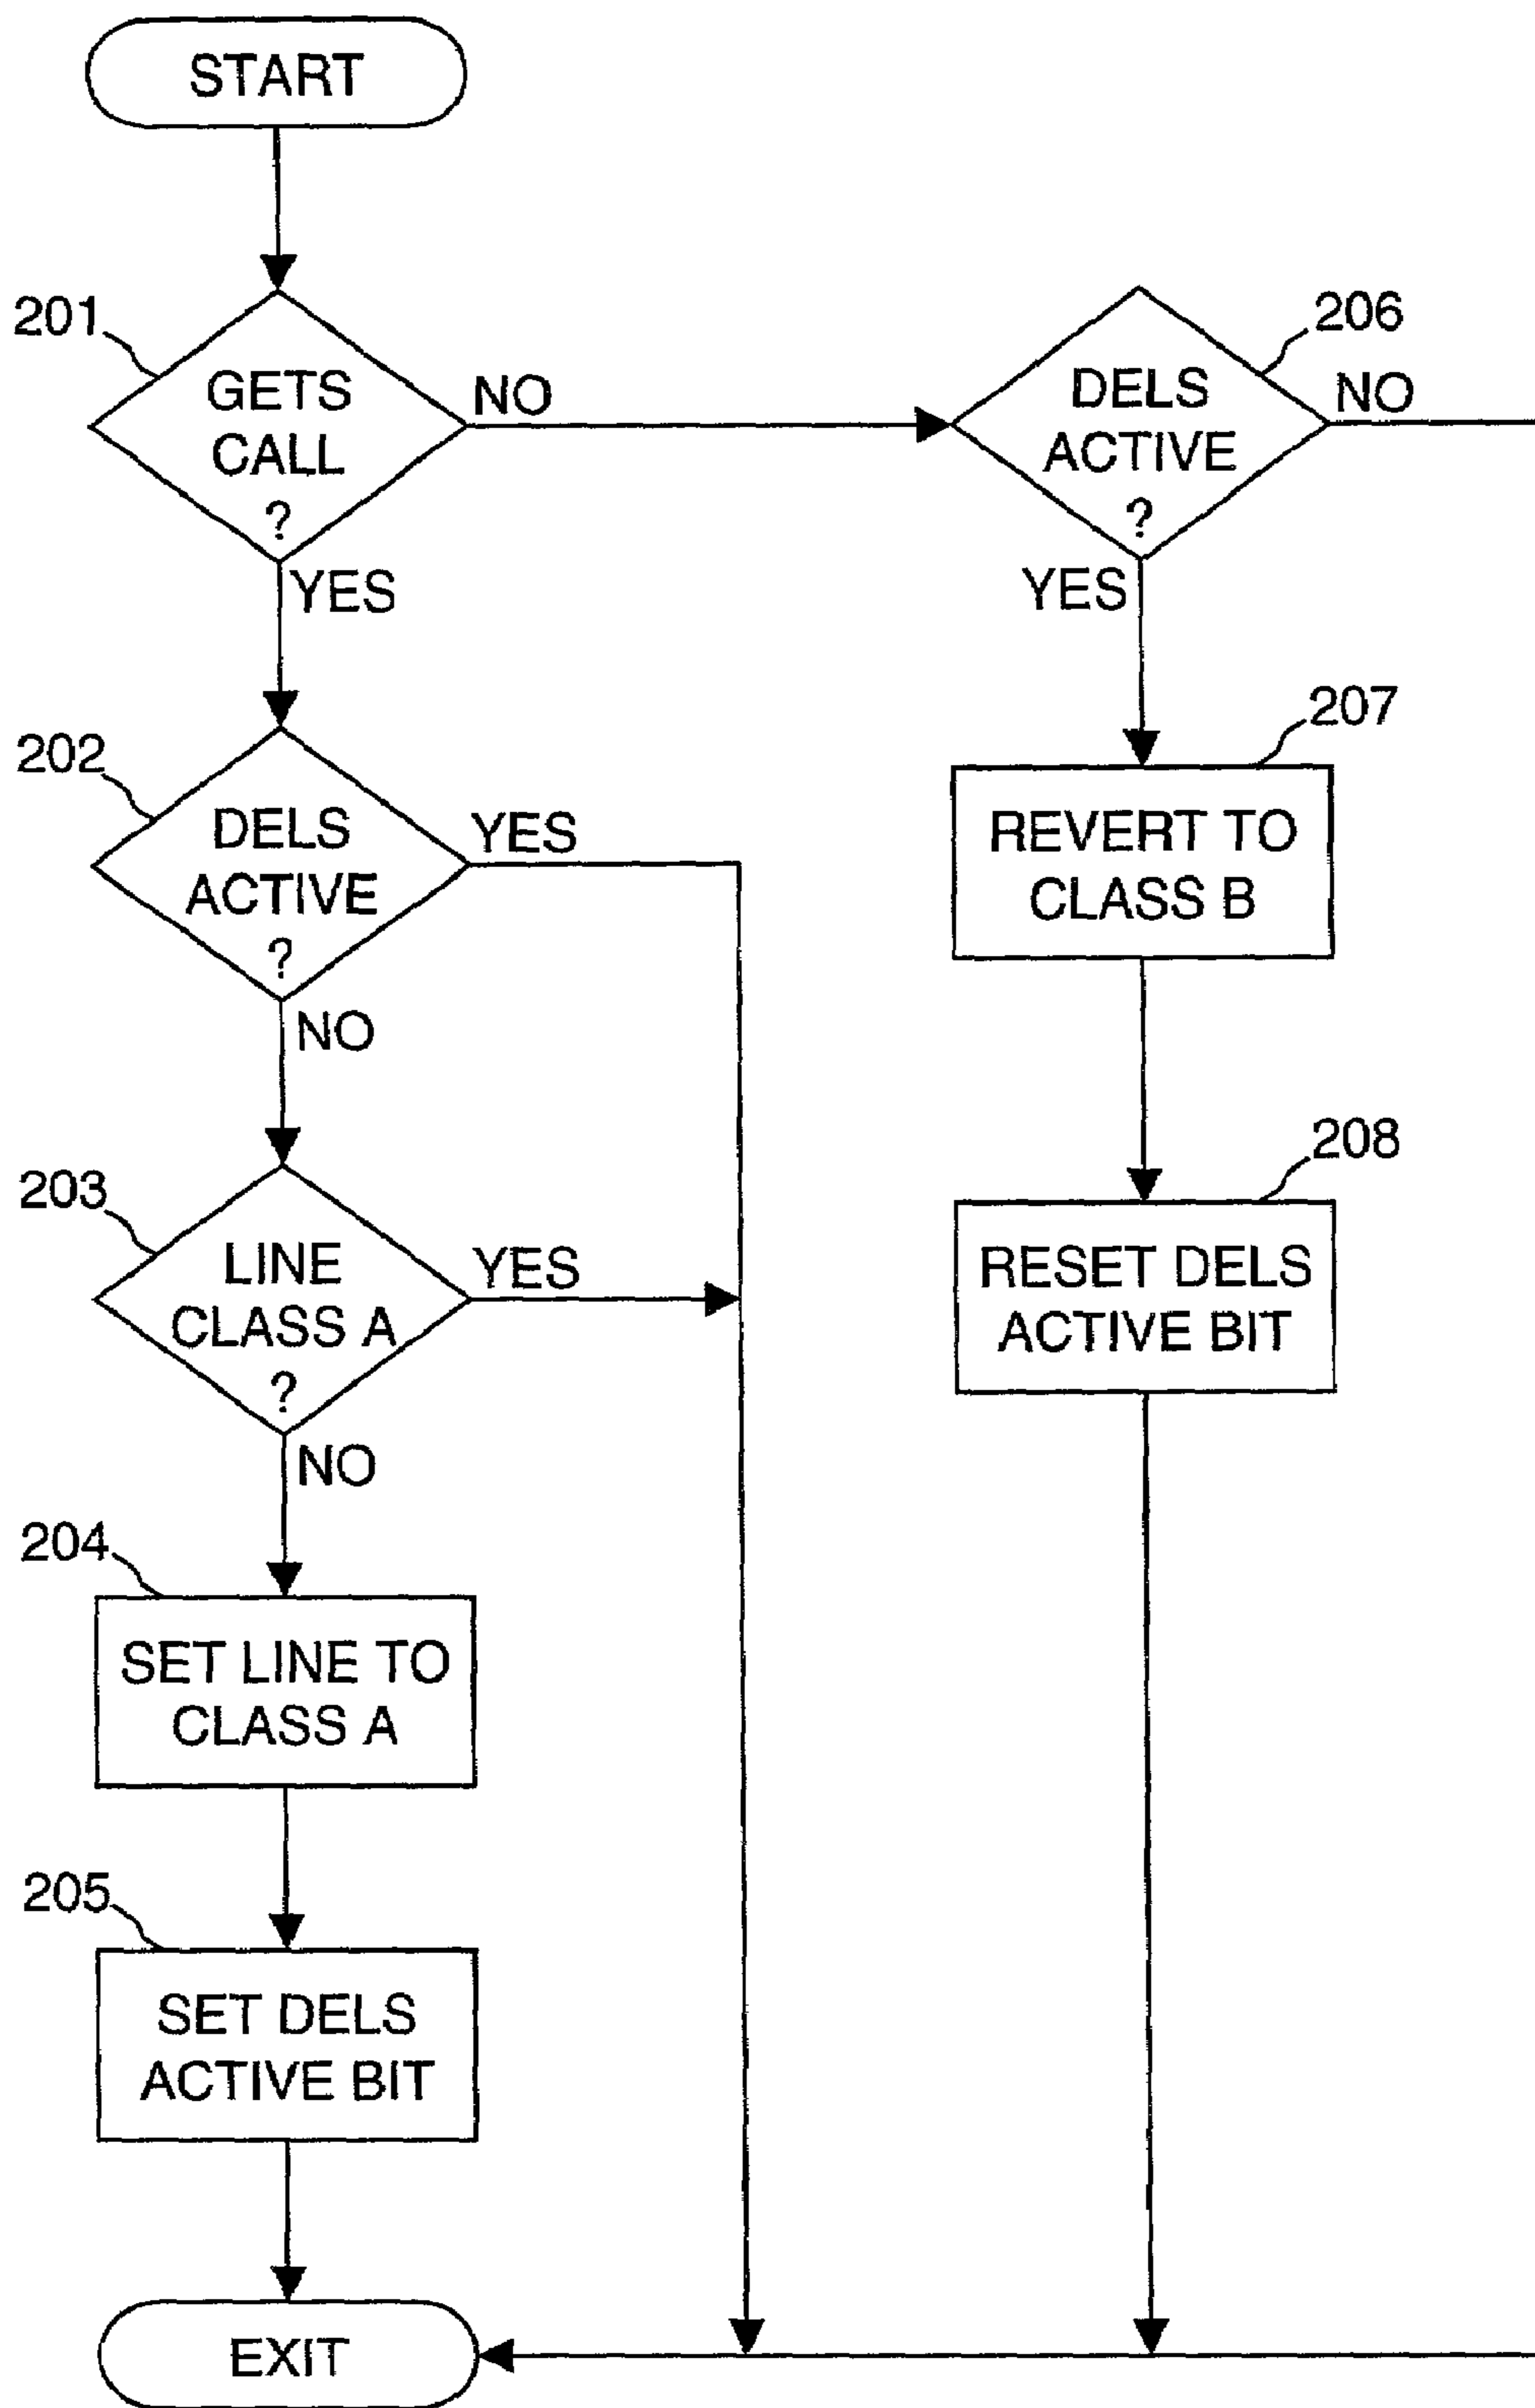 START
201
GETS
CALL
?
NO
YES
206
DELS
ACTIVE
?
NO
YES
202
DELS
ACTIVE
?
YES
NO
207
REVERT TO
CLASS B
203
LINE
CLASS A
?
YES
NO
208
RESET DELS
ACTIVE BIT
204
SET LINE TO
CLASS A
205
SET DELS
ACTIVE BIT
EXIT